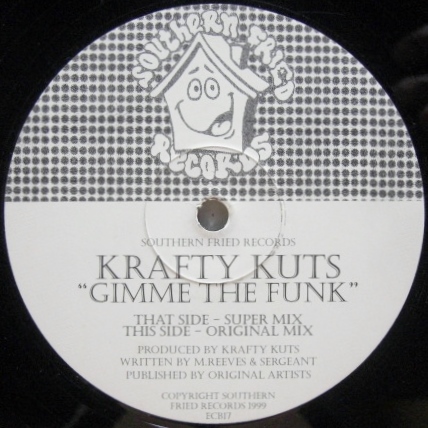 SOUTHERN FRIED
RECORDS
SOUTHERN FRIED RECORDS
KRAFTY KUTS
"GIMME THE FUNK"
THAT SIDE - SUPER MIX
THIS SIDE - ORIGINAL MIX
PRODUCED BY KRAFTY KUTS
WRITTEN BY M.REEVES & SERGEANT
PUBLISHED BY ORIGINAL ARTISTS
COPYRIGHT SOUTHERN
FRIED RECORDS 1999
ECB17